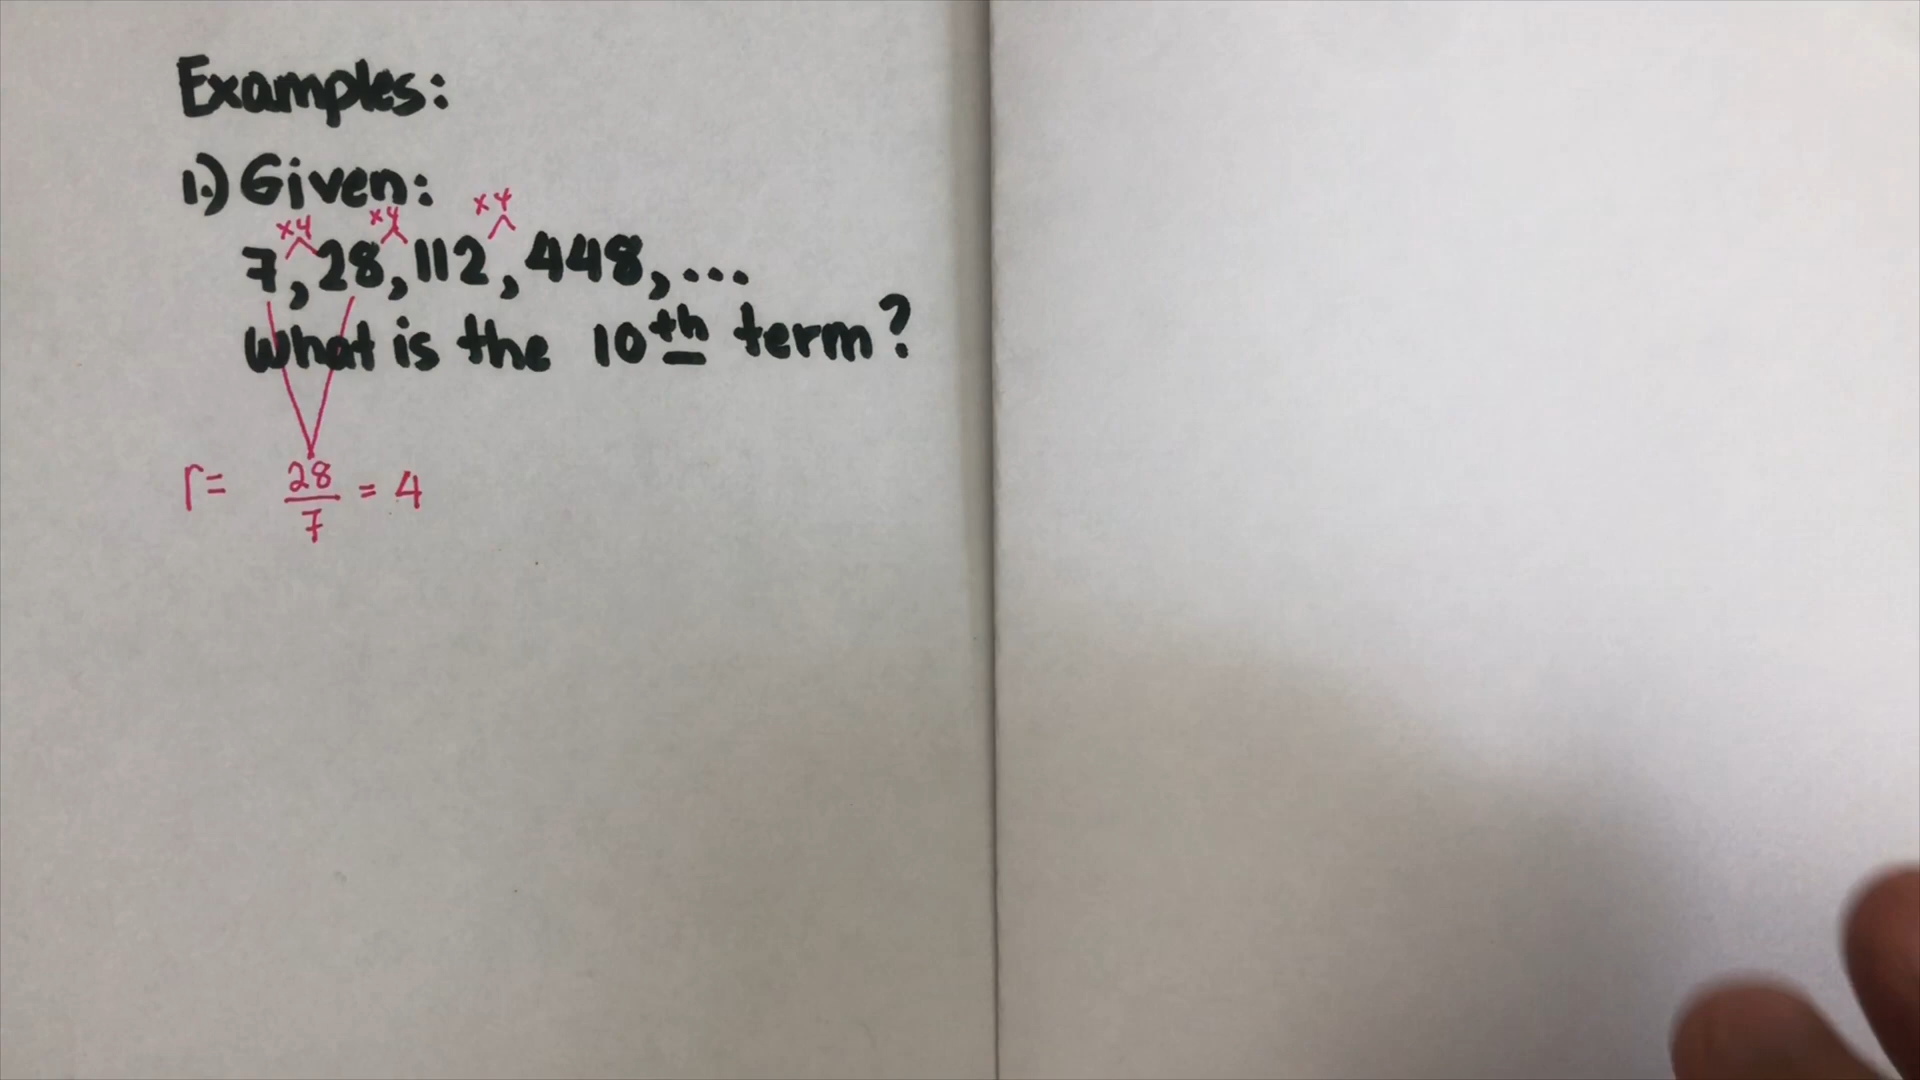 Examples:
1.) Given:
×4 ×4 ×4
7, 28, 112, 448, ...
What is the 10th term?
r= 28/7 = 4